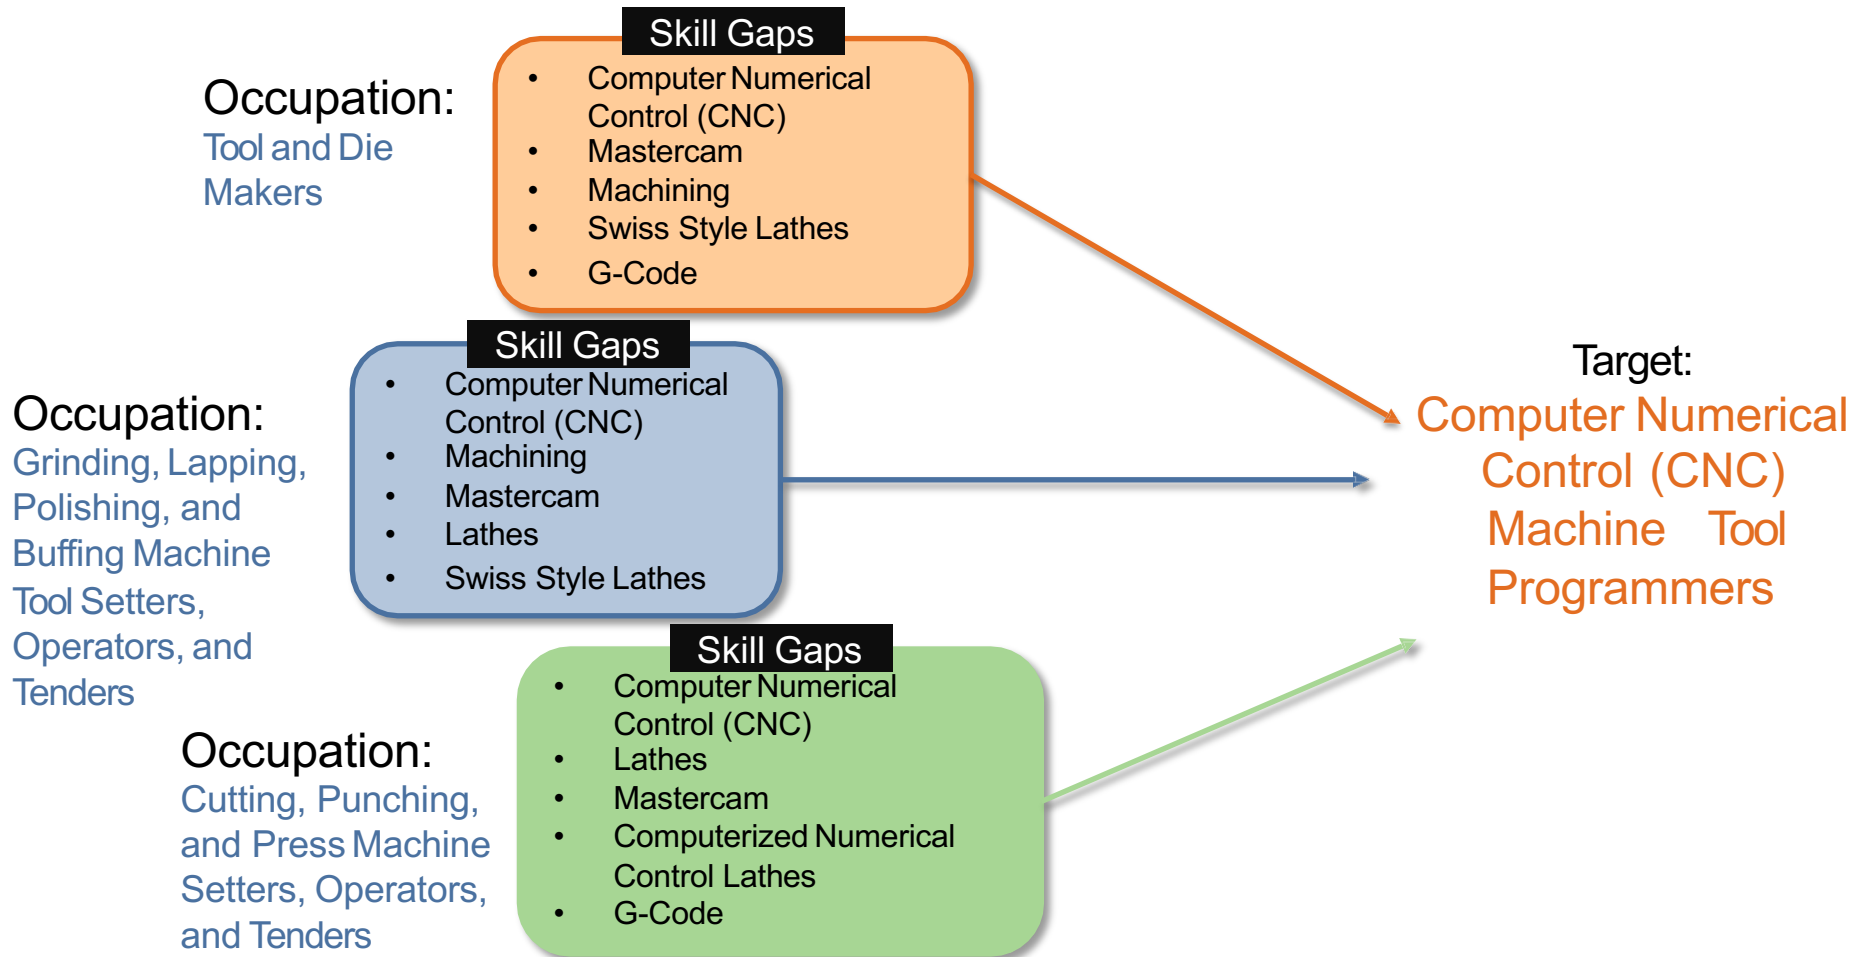 Skill Gaps
Occupation:
Tool and Die
Makers
• Computer Numerical
Control (CNC)
• Mastercam
• Machining
• Swiss Style Lathes
• G-Code
Skill Gaps
Occupation:
Grinding, Lapping,
Polishing, and
Buffing Machine
Tool Setters,
Operators, and
Tenders
• Computer Numerical
Control (CNC)
• Machining
• Mastercam
• Lathes
• Swiss Style Lathes
Skill Gaps
Occupation:
Cutting, Punching,
and Press Machine
Setters, Operators,
and Tenders
• Computer Numerical
Control (CNC)
• Lathes
• Mastercam
• Computerized Numerical
Control Lathes
• G-Code
Target:
Computer Numerical
Control (CNC)
Machine Tool
Programmers